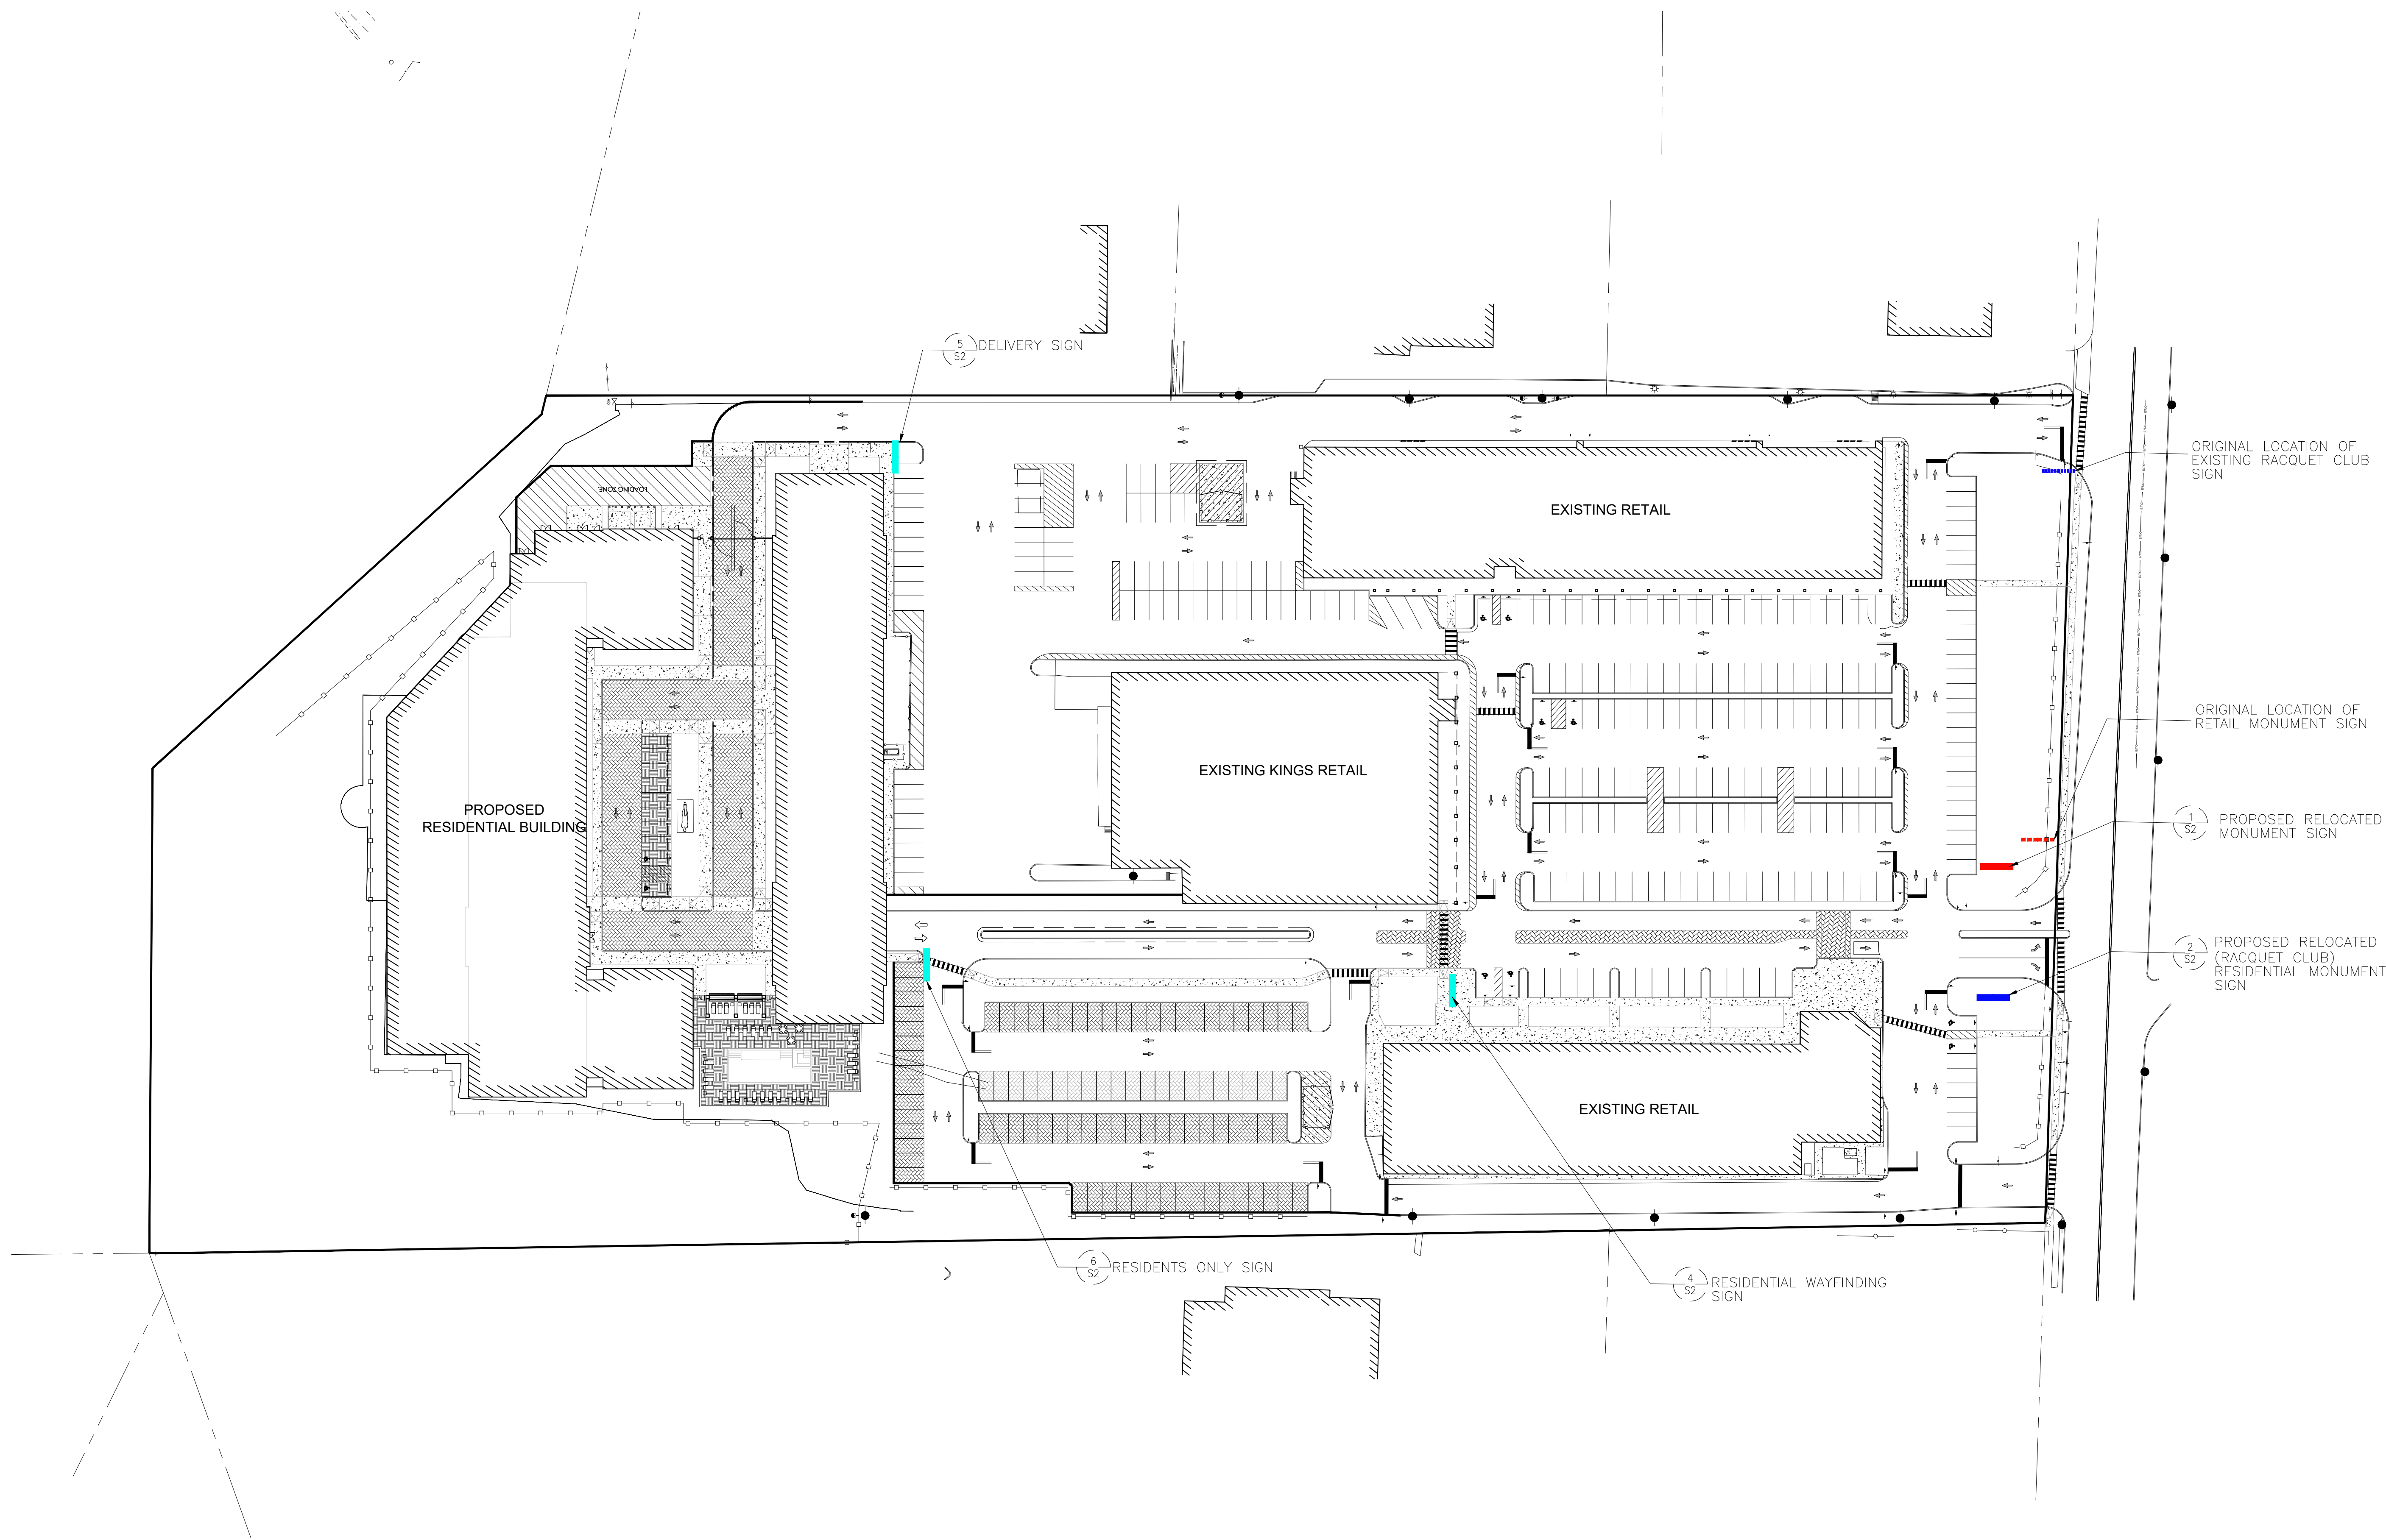 5
S2
DELIVERY SIGN
ORIGINAL LOCATION OF
EXISTING RACQUET CLUB
SIGN
LOADING ZONE
EXISTING RETAIL
ORIGINAL LOCATION OF
RETAIL MONUMENT SIGN
EXISTING KINGS RETAIL
PROPOSED
RESIDENTIAL BUILDING
1
S2
PROPOSED RELOCATED
MONUMENT SIGN
2
S2
PROPOSED RELOCATED
(RACQUET CLUB)
RESIDENTIAL MONUMENT
SIGN
EXISTING RETAIL
6
S2
RESIDENTS ONLY SIGN
4
S2
RESIDENTIAL WAYFINDING
SIGN